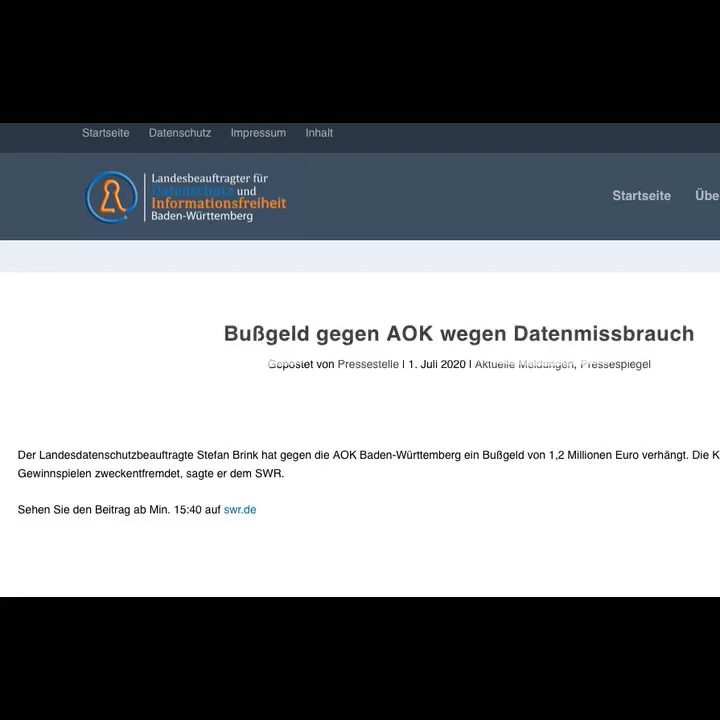 Startseite Datenschutz Impressum Inhalt
Landesbeauftragter für
Datenschutz und
Informationsfreiheit
Baden-Württemberg
Startseite Übe
Bußgeld gegen AOK wegen Datenmissbrauch
Gepostet von Pressestelle | 1. Juli 2020 | Aktuelle Meldungen, Pressespiegel
Der Landesdatenschutzbeauftragte Stefan Brink hat gegen die AOK Baden-Württemberg ein Bußgeld von 1,2 Millionen Euro verhängt. Die K
Gewinnspielen zweckentfremdet, sagte er dem SWR.
Sehen Sie den Beitrag ab Min. 15:40 auf swr.de